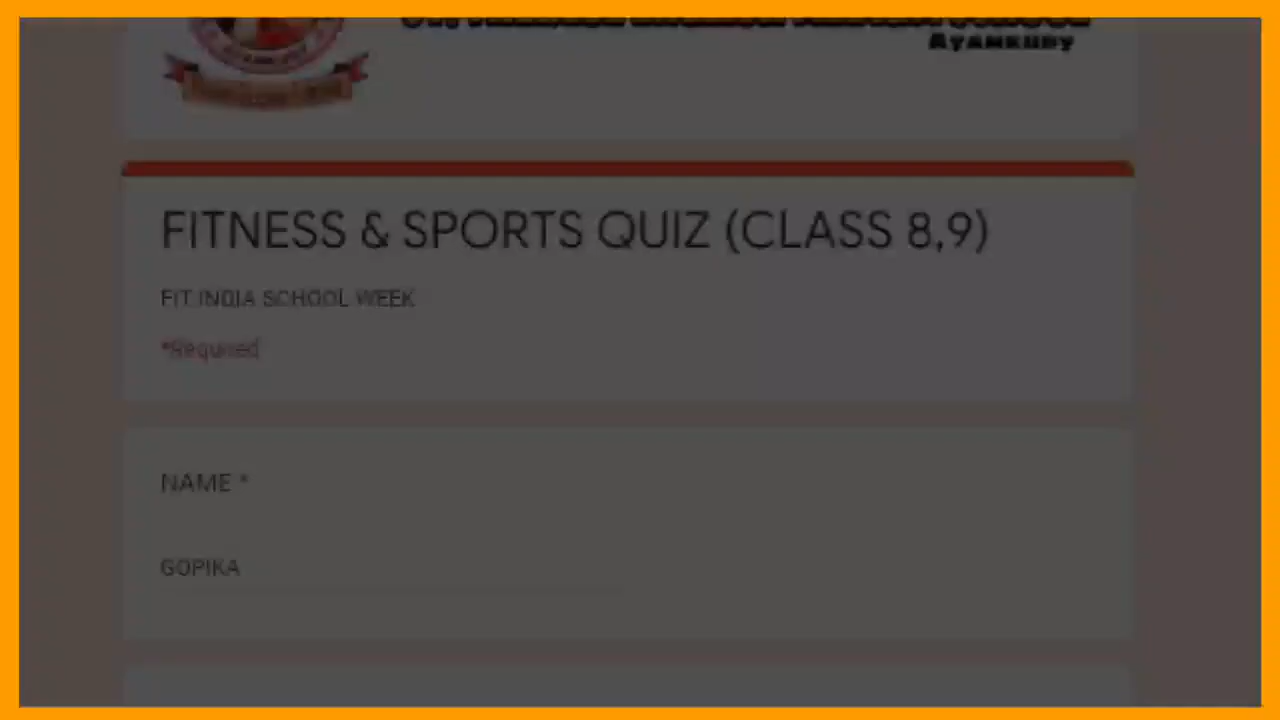 Ayamkudy
FITNESS & SPORTS QUIZ (CLASS 8,9)
FIT INDIA SCHOOL WEEK
*Required
NAME *
GOPIKA